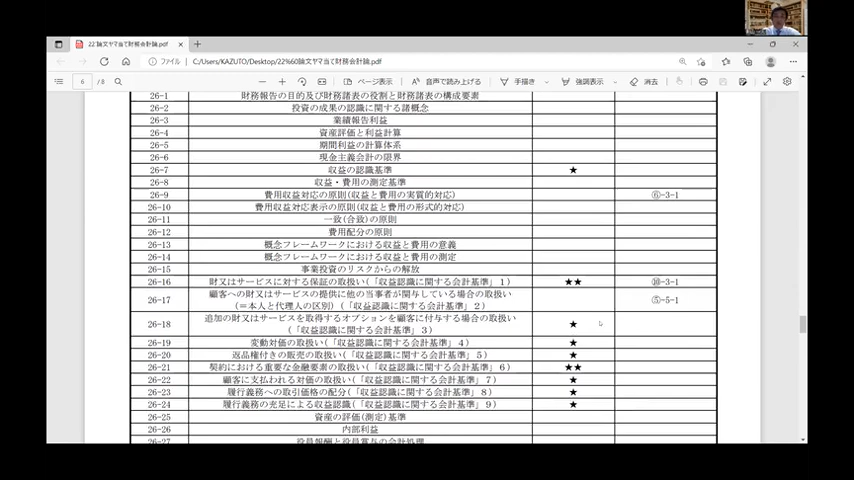 22’論文ヤマ当て財務会計論.pdf
ファイル C:/Users/KAZUTO/Desktop/22%60論文ヤマ当て財務会計論.pdf
6 /8 ページ表示 音声で読み上げる 手描き 強調表示 消去
26-1 財務報告の目的及び財務諸表の役割と財務諸表の構成要素
26-2 投資の成果の認識に関する諸概念
26-3 業績報告利益
26-4 資産評価と利益計算
26-5 期間利益の計算体系
26-6 現金主義会計の限界
26-7 収益の認識基準 ★
26-8 収益・費用の測定基準
26-9 費用収益対応の原則(収益と費用の実質的対応) ⑥-3-1
26-10 費用収益対応表示の原則(収益と費用の形式的対応)
26-11 一致(合致)の原則
26-12 費用配分の原則
26-13 概念フレームワークにおける収益と費用の意義
26-14 概念フレームワークにおける収益と費用の測定
26-15 事業投資のリスクからの解放
26-16 財又はサービスに対する保証の取扱い(「収益認識に関する会計基準」1) ★★ ⑩-3-1
26-17 顧客への財又はサービスの提供に他の当事者が関与している場合の取扱い
(=本人と代理人の区別)(「収益認識に関する会計基準」2) ⑤-5-1
26-18 追加の財又はサービスを取得するオプションを顧客に付与する場合の取扱い
(「収益認識に関する会計基準」3) ★
26-19 変動対価の取扱い(「収益認識に関する会計基準」4) ★
26-20 返品権付きの販売の取扱い(「収益認識に関する会計基準」5) ★
26-21 契約における重要な金融要素の取扱い(「収益認識に関する会計基準」6) ★★
26-22 顧客に支払われる対価の取扱い(「収益認識に関する会計基準」7) ★
26-23 履行義務への取引価格の配分(「収益認識に関する会計基準」8) ★
26-24 履行義務の充足による収益認識(「収益認識に関する会計基準」9) ★
26-25 資産の評価(測定)基準
26-26 内部利益
26-27 役員報酬と役員賞与の会計処理